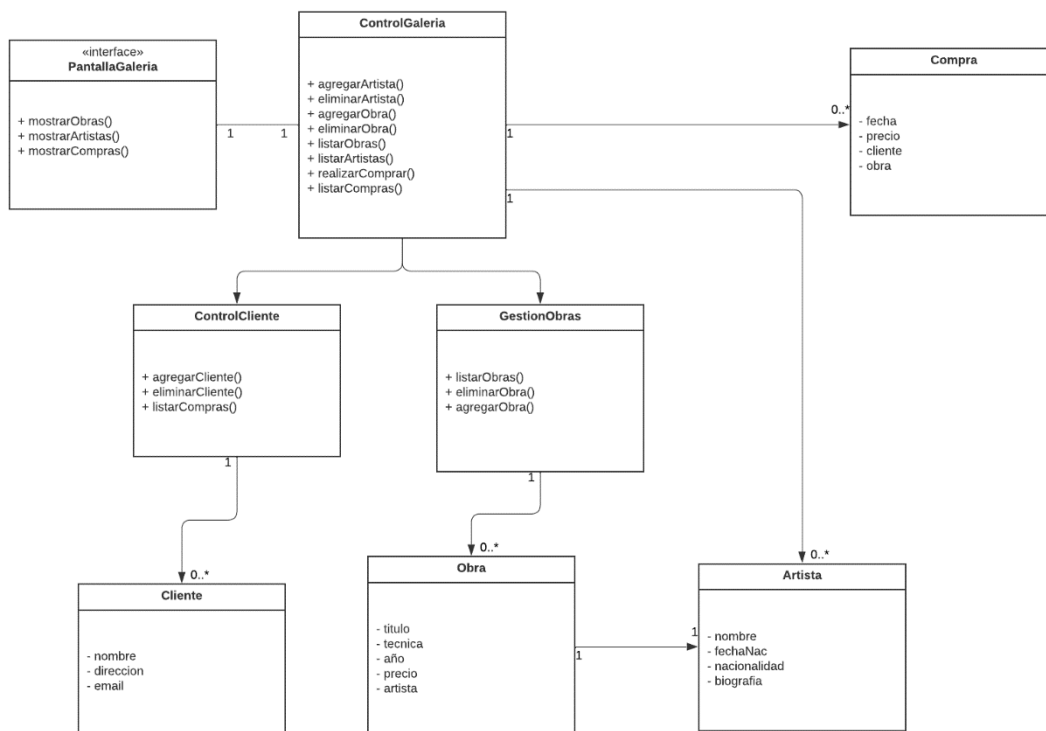 «interface»
PantallaGaleria
+ mostrarObras()
+ mostrarArtistas()
+ mostrarCompras()
1
1
ControlGaleria
+ agregarArtista()
+ eliminarArtista()
+ agregarObra()
+ eliminarObra()
+ listarObras()
+ listarArtistas()
+ realizarComprar()
+ listarCompras()
1
0..*
1
Compra
- fecha
- precio
- cliente
- obra
ControlCliente
+ agregarCliente()
+ eliminarCliente()
+ listarCompras()
1
0..*
GestionObras
+ listarObras()
+ eliminarObra()
+ agregarObra()
1
0..*
0..*
Cliente
- nombre
- direccion
- email
Obra
- titulo
- tecnica
- año
- precio
- artista
1
1
Artista
- nombre
- fechaNac
- nacionalidad
- biografia